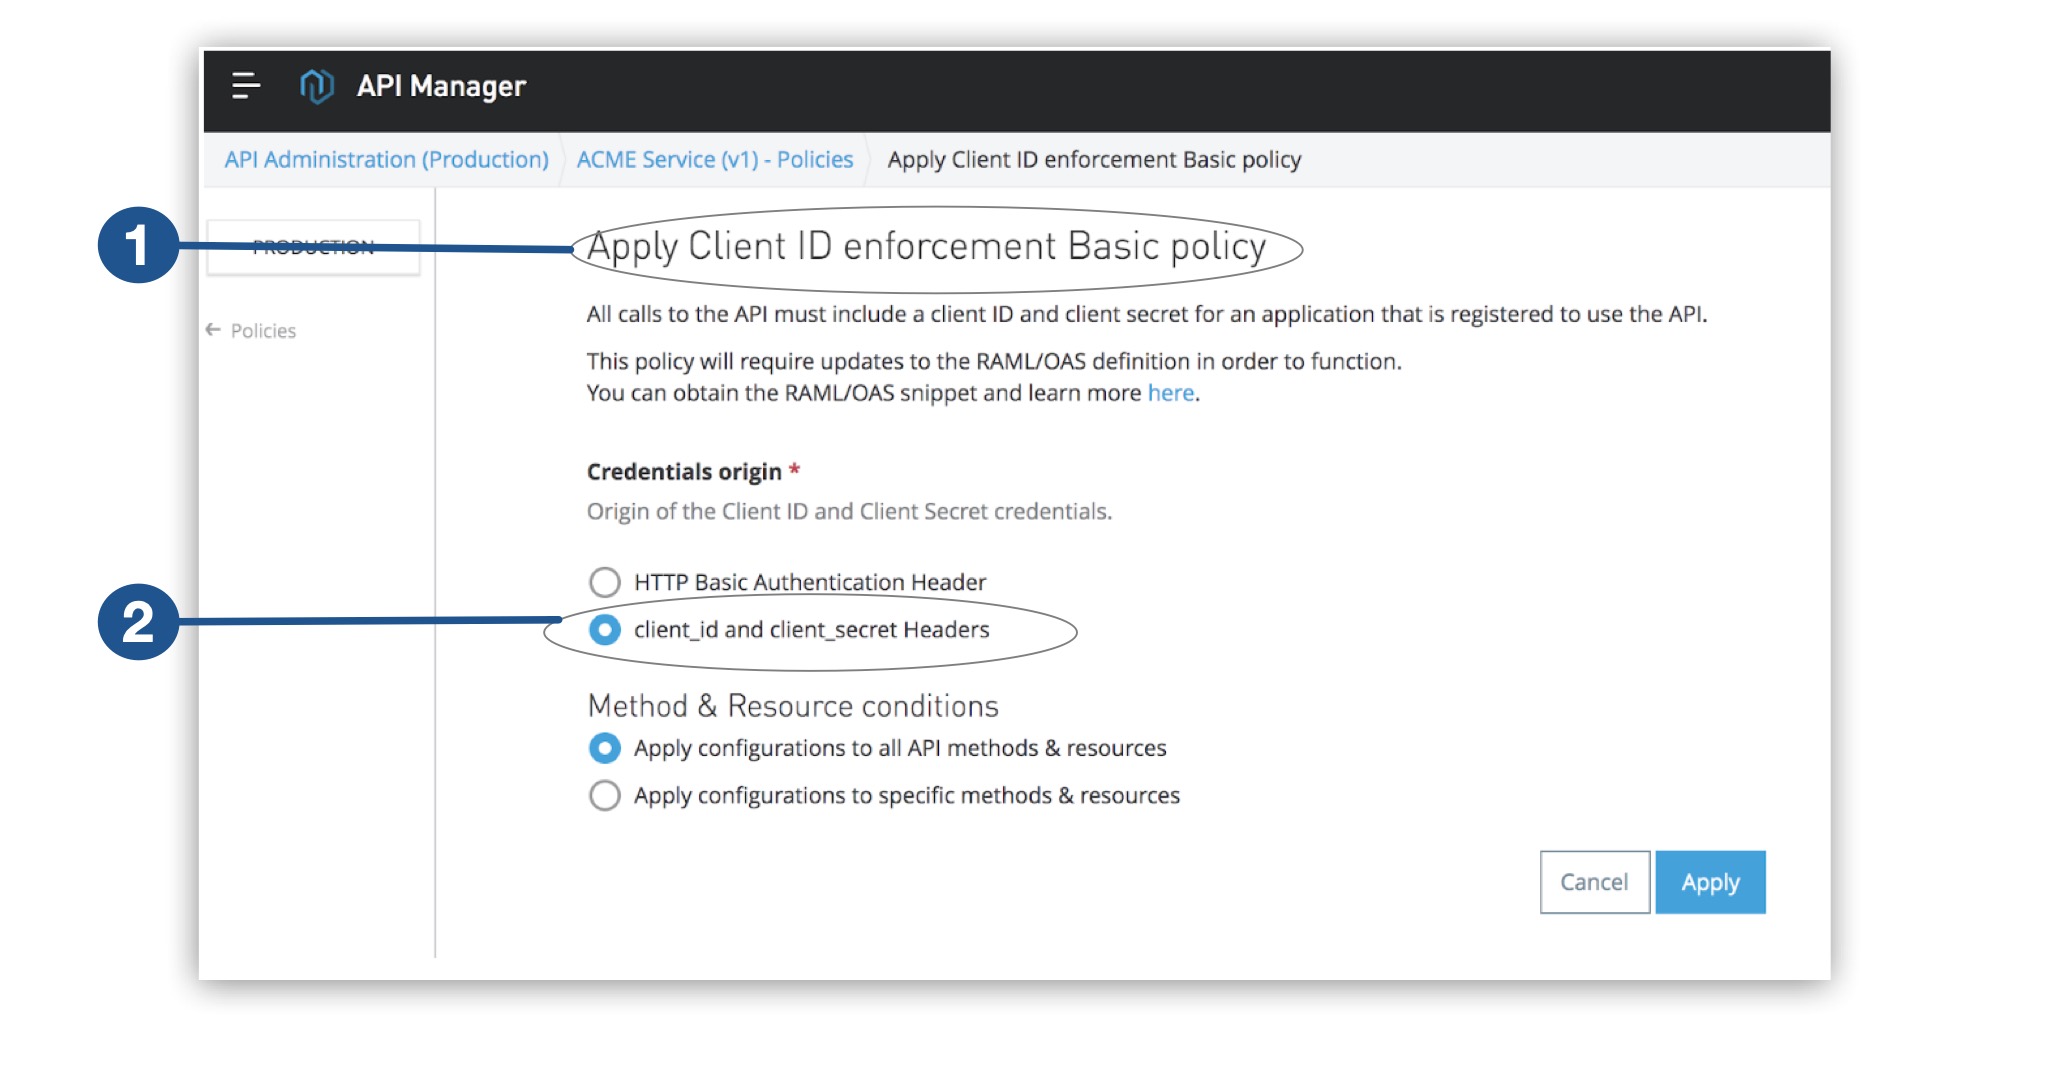 API Manager
API Administration (Production) ACME Service (v1) - Policies Apply Client ID enforcement Basic policy
1
PRODUCTION
Apply Client ID enforcement Basic policy
All calls to the API must include a client ID and client secret for an application that is registered to use the API.
← Policies
This policy will require updates to the RAML/OAS definition in order to function.
You can obtain the RAML/OAS snippet and learn more here.
Credentials origin *
Origin of the Client ID and Client Secret credentials.
HTTP Basic Authentication Header
2
client_id and client_secret Headers
Method & Resource conditions
Apply configurations to all API methods & resources
Apply configurations to specific methods & resources
Cancel Apply